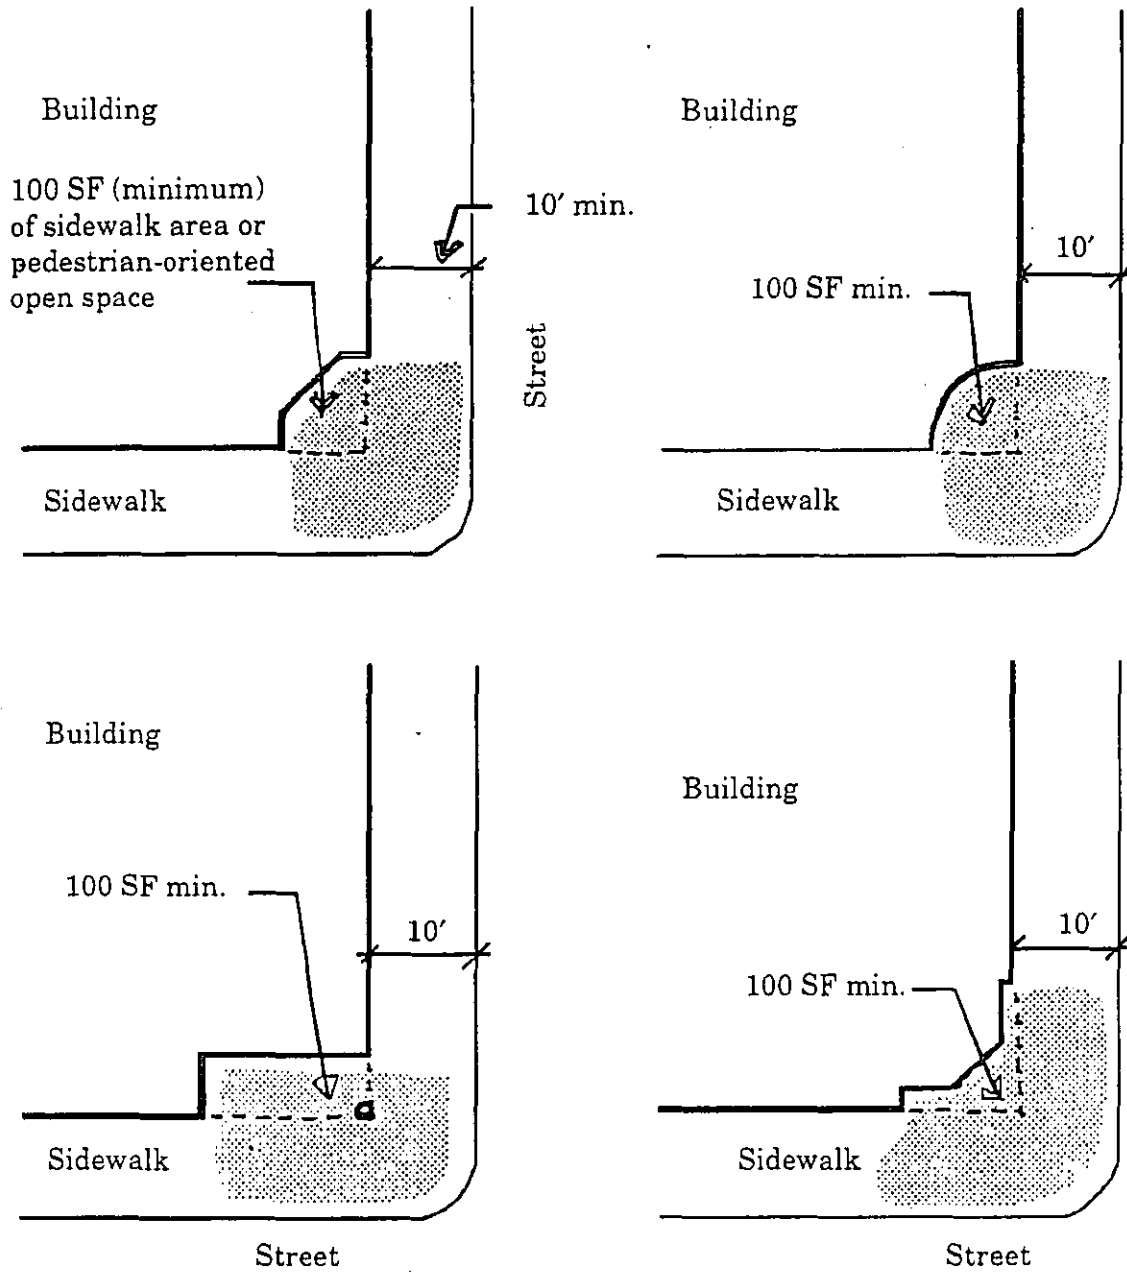 Building
100 SF (minimum)
of sidewalk area or
pedestrian-oriented
open space
10′ min.
Street
Sidewalk
Building
10′
100 SF min.
Sidewalk
Building
100 SF min.
10′
Sidewalk
Street
Building
10′
100 SF min.
Sidewalk
Street